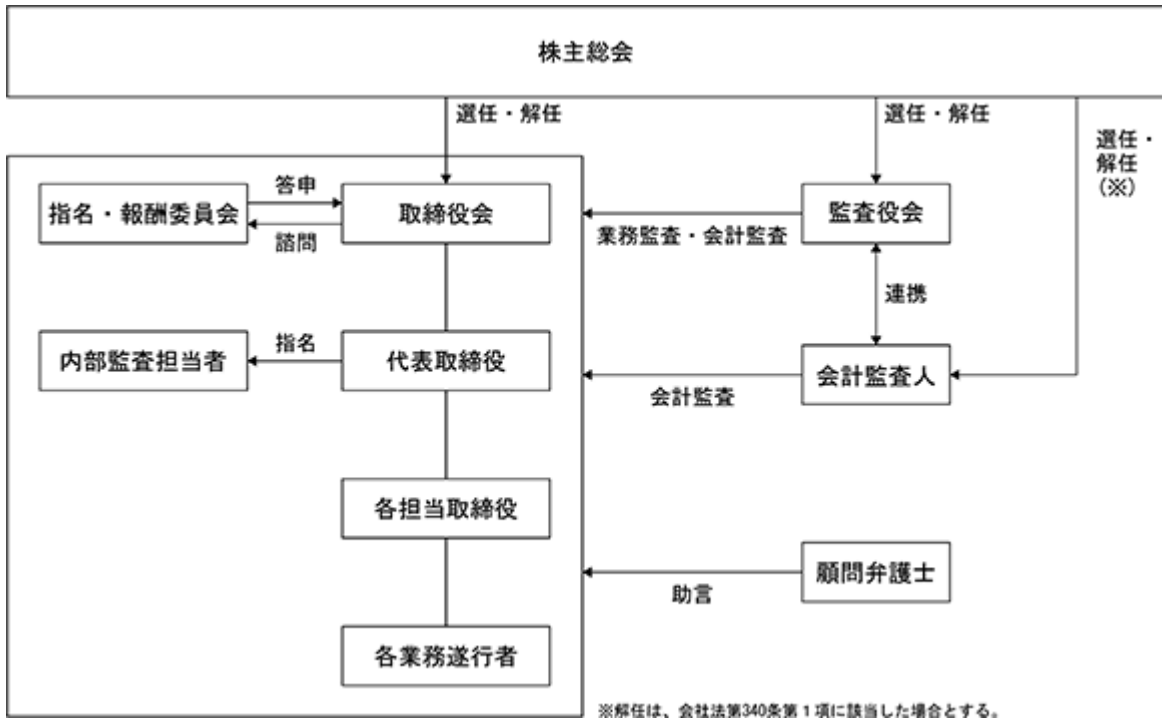 株主総会
選任・解任
選任・解任
選任・
解任
(※)
指名・報酬委員会
答申
諮問
取締役会
業務監査・会計監査
監査役会
連携
内部監査担当者
指名
代表取締役
会計監査
会計監査人
各担当取締役
助言
顧問弁護士
各業務遂行者
※解任は、会社法第340条第1項に該当した場合とする。